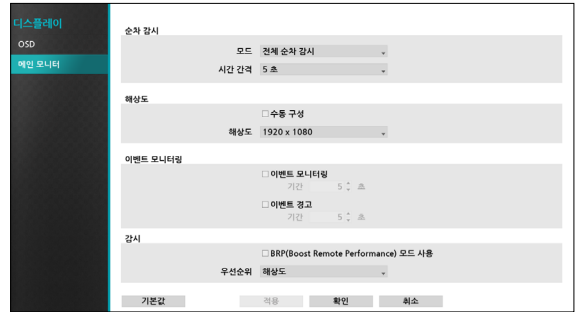 디스플레이
OSD
메인 모니터
순차 감시
모드 전체 순차 감시
시간 간격 5 초
해상도
수동 구성
해상도 1920 x 1080
이벤트 모니터링
이벤트 모니터링
기간 5 초
이벤트 경고
기간 5 초
감시
BRP(Boost Remote Performance) 모드 사용
우선순위 해상도
기본값 적용 확인 취소